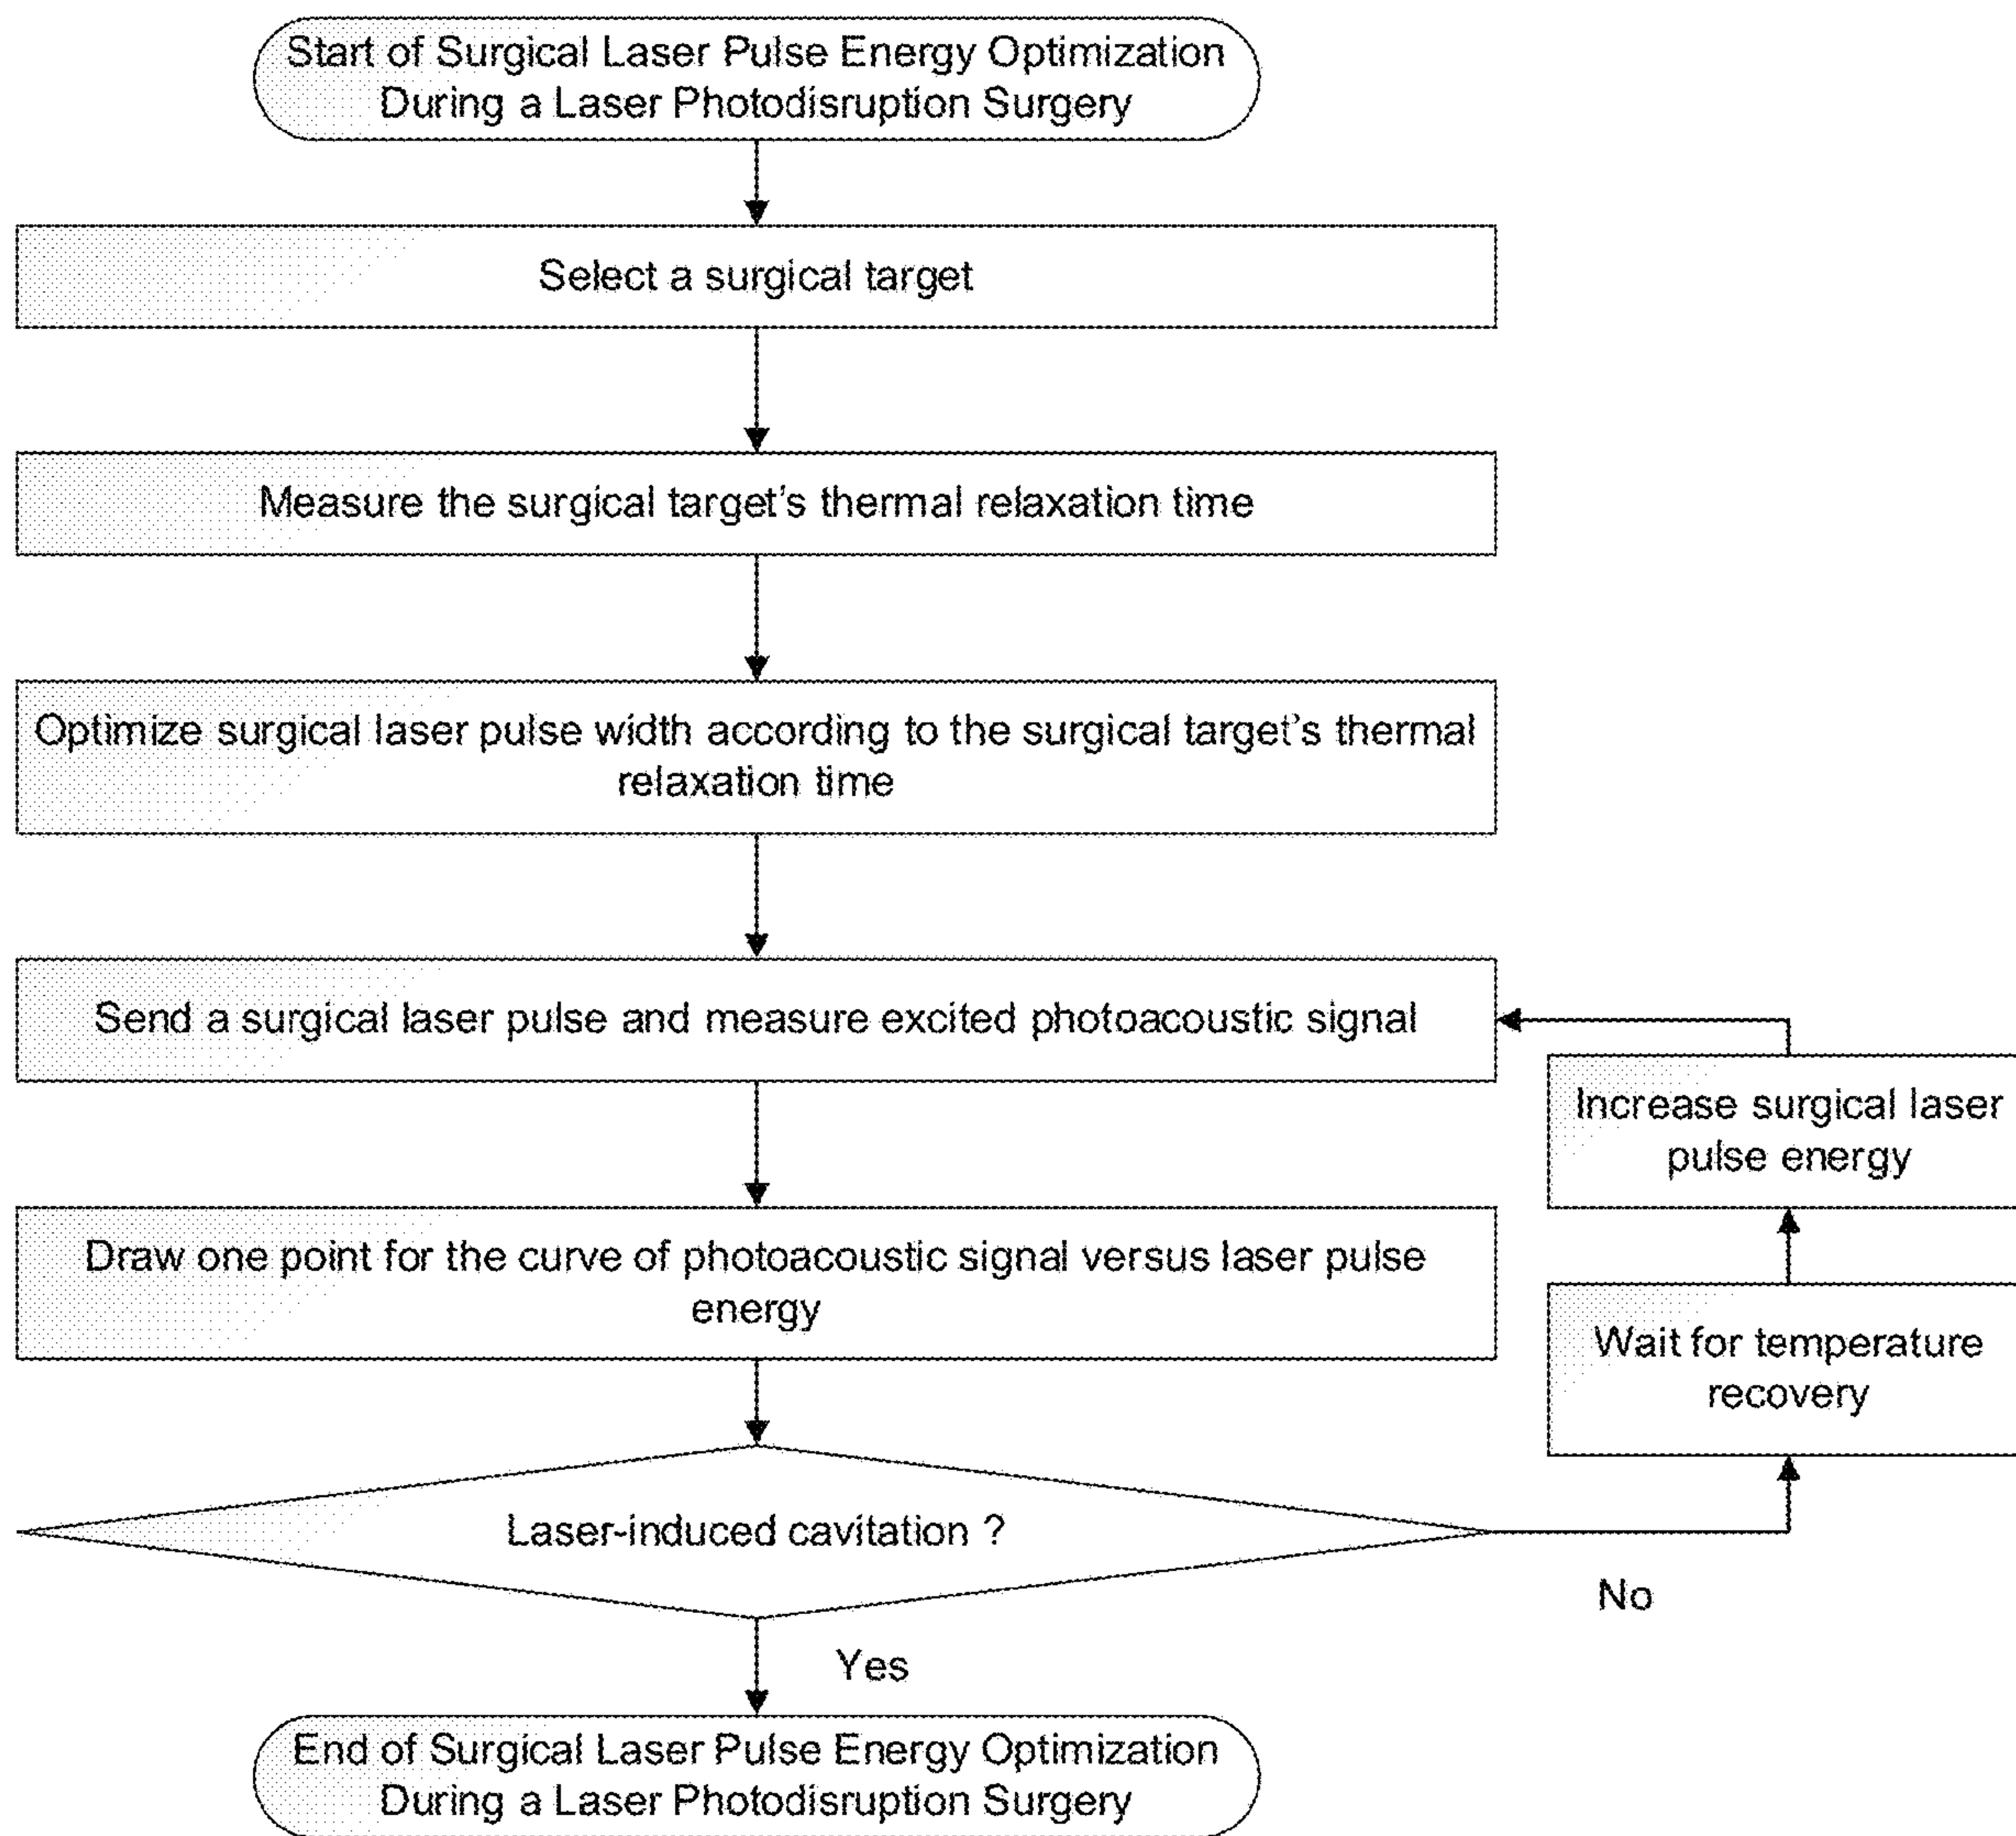 Start of Surgical Laser Pulse Energy Optimization
During a Laser Photodisruption Surgery
Select a surgical target
Measure the surgical target's thermal relaxation time
Optimize surgical laser pulse width according to the surgical target's thermal
relaxation time
Send a surgical laser pulse and measure excited photoacoustic signal
Increase surgical laser
pulse energy
Draw one point for the curve of photoacoustic signal versus laser pulse
energy
Wait for temperature
recovery
Laser-induced cavitation ?
No
Yes
End of Surgical Laser Pulse Energy Optimization
During a Laser Photodisruption Surgery